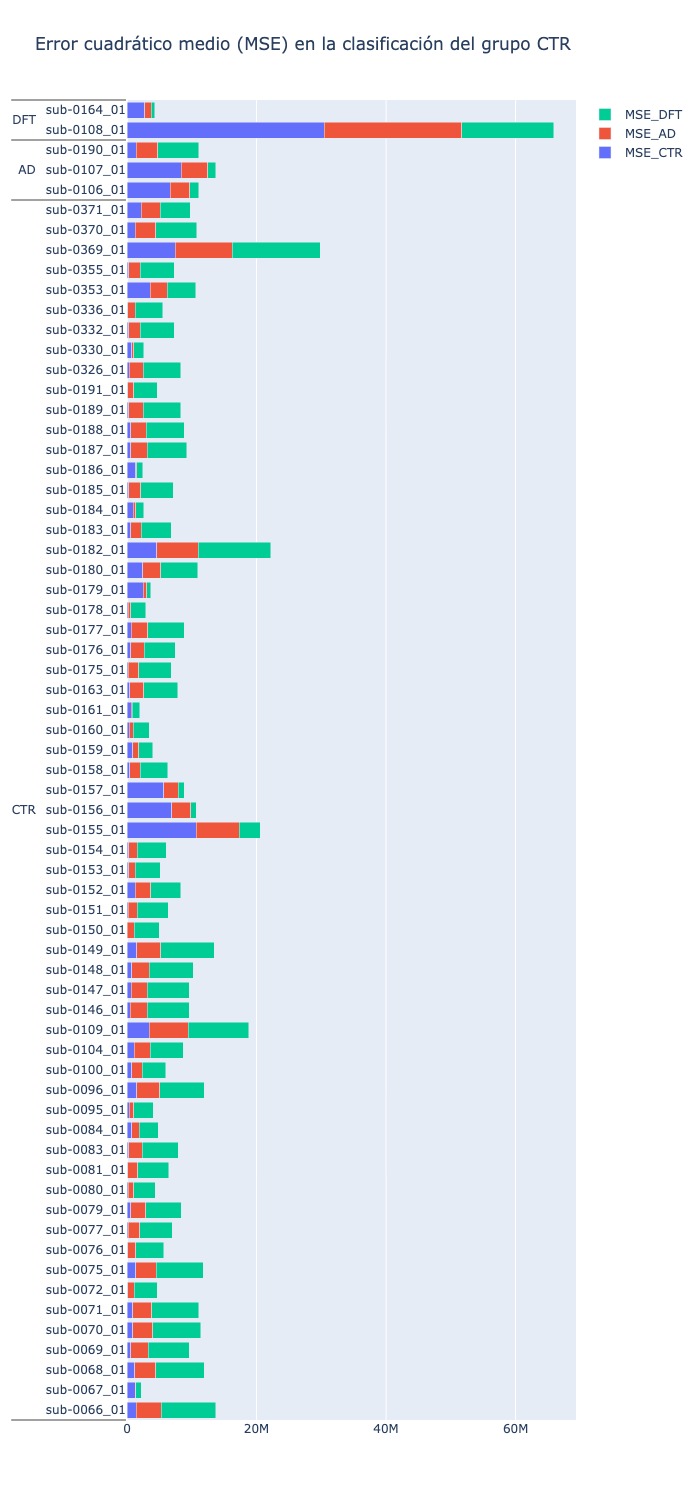 Error cuadrático medio (MSE) en la clasificación del grupo CTR
MSE_DFT
MSE_AD
MSE_CTR
DFT
sub-0164_01
sub-0108_01
AD
sub-0190_01
sub-0107_01
sub-0106_01
CTR
sub-0371_01
sub-0370_01
sub-0369_01
sub-0355_01
sub-0353_01
sub-0336_01
sub-0332_01
sub-0330_01
sub-0326_01
sub-0191_01
sub-0189_01
sub-0188_01
sub-0187_01
sub-0186_01
sub-0185_01
sub-0184_01
sub-0183_01
sub-0182_01
sub-0180_01
sub-0179_01
sub-0178_01
sub-0177_01
sub-0176_01
sub-0175_01
sub-0163_01
sub-0161_01
sub-0160_01
sub-0159_01
sub-0158_01
sub-0157_01
sub-0156_01
sub-0155_01
sub-0154_01
sub-0153_01
sub-0152_01
sub-0151_01
sub-0150_01
sub-0149_01
sub-0148_01
sub-0147_01
sub-0146_01
sub-0109_01
sub-0104_01
sub-0100_01
sub-0096_01
sub-0095_01
sub-0084_01
sub-0083_01
sub-0081_01
sub-0080_01
sub-0079_01
sub-0077_01
sub-0076_01
sub-0075_01
sub-0072_01
sub-0071_01
sub-0070_01
sub-0069_01
sub-0068_01
sub-0067_01
sub-0066_01
0 20M 40M 60M